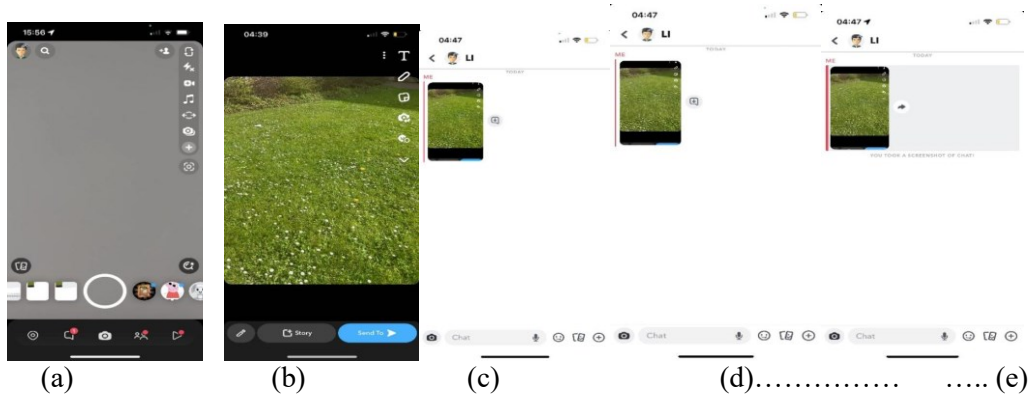 15:56
04:39
T
Story
Send To
04:47
LI
TODAY
ME
Chat
04:47
LI
TODAY
ME
Chat
04:47
LI
TODAY
ME
YOU TOOK A SCREENSHOT OF CHAT!
Chat
(a) (b) (c) (d)…………… ….. (e)